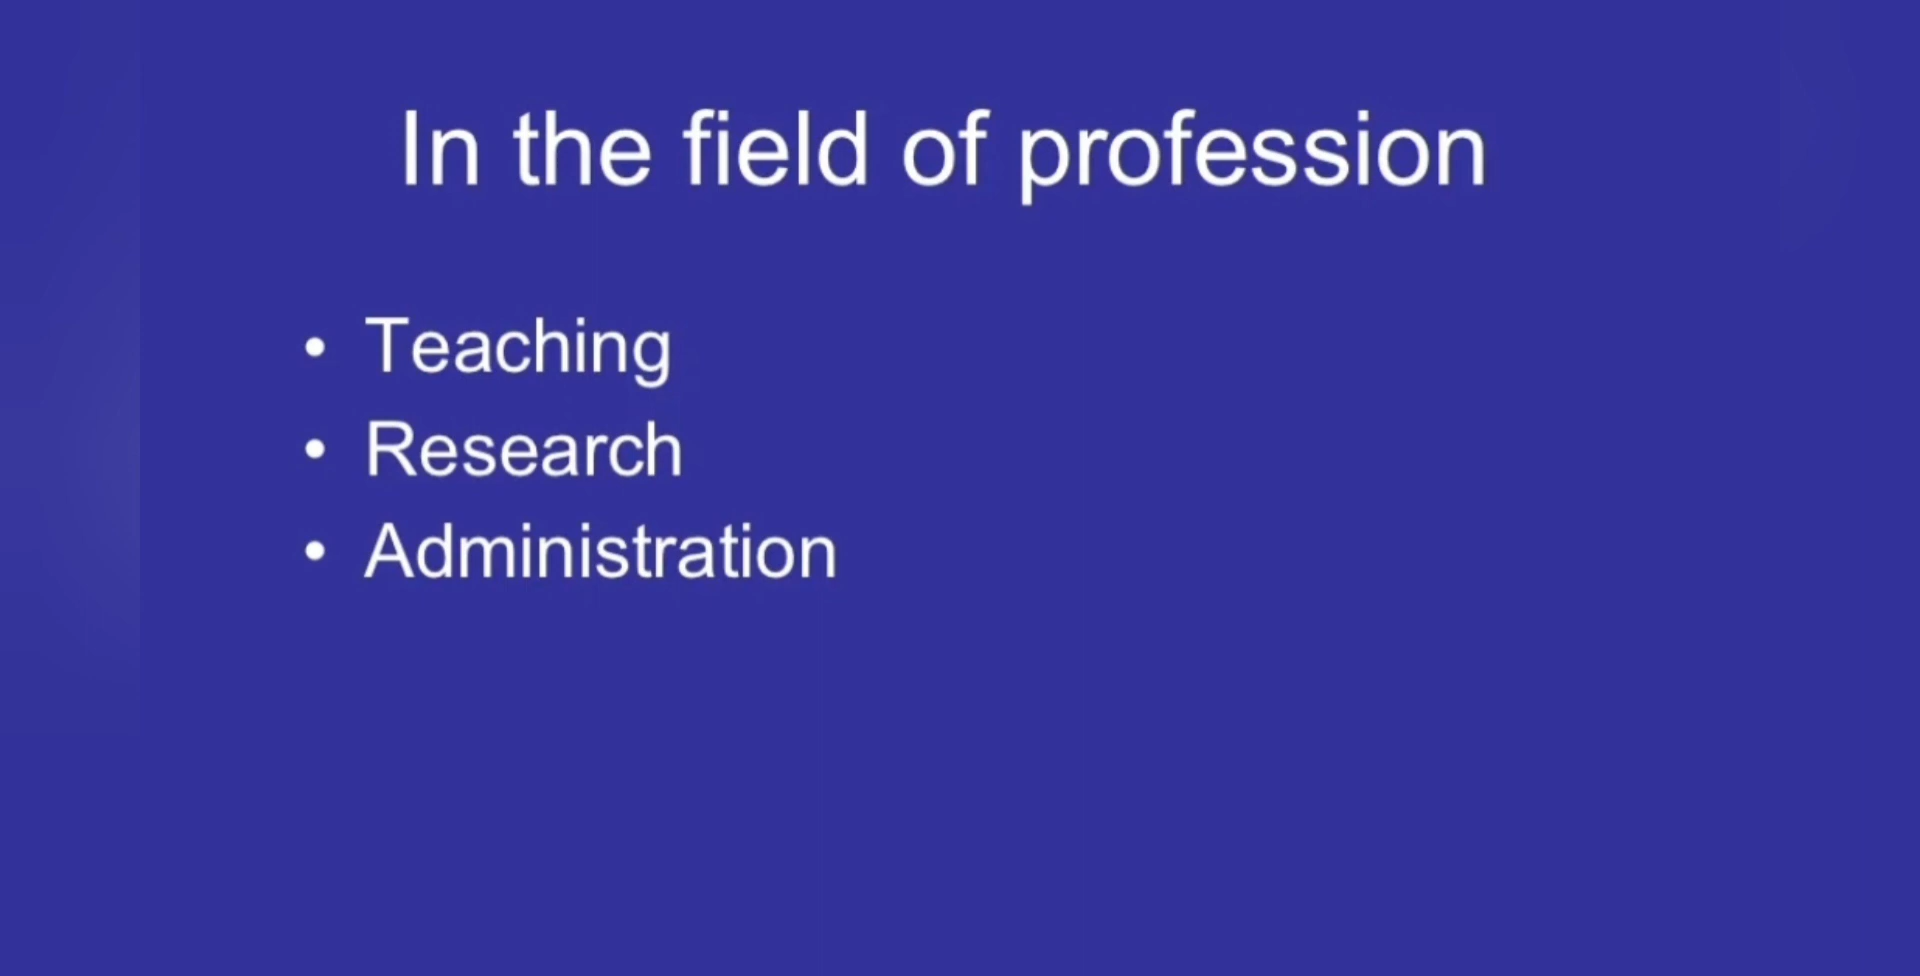 In the field of profession
• Teaching
• Research
• Administration